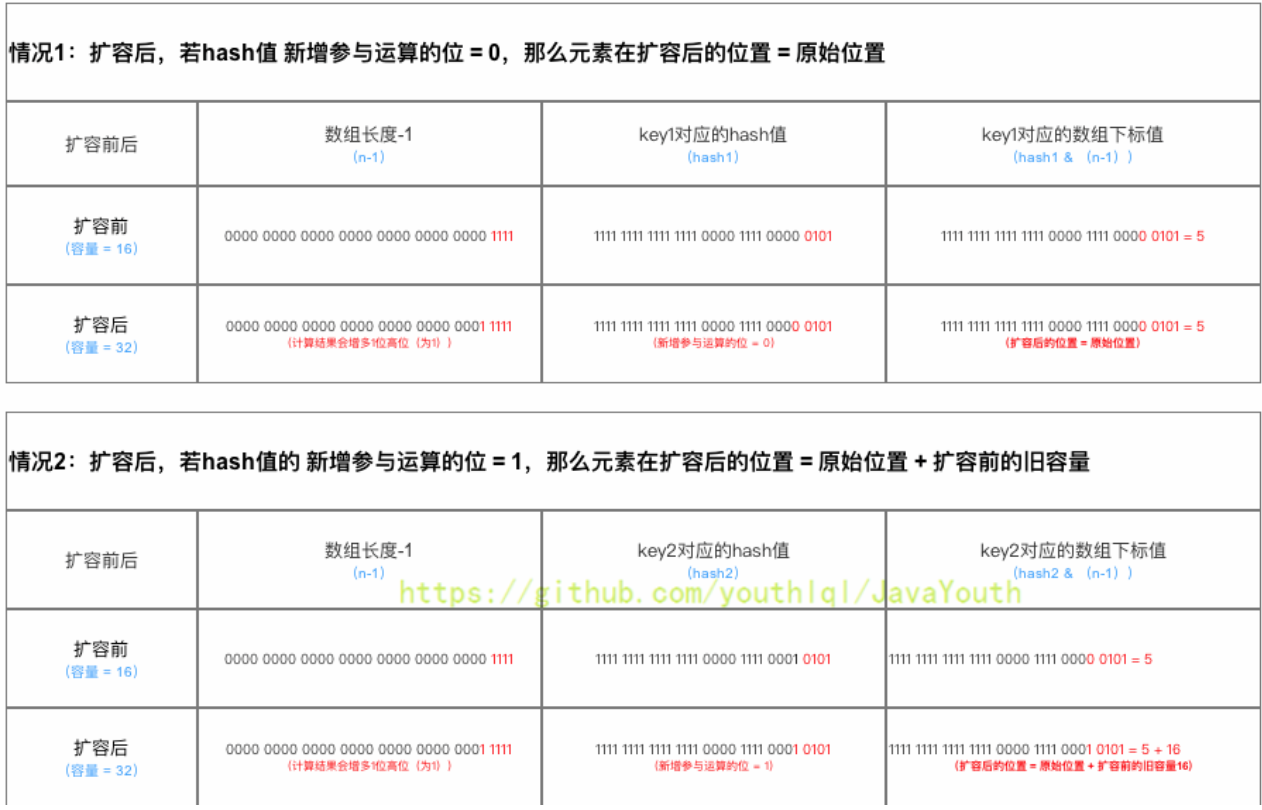 情况1：扩容后，若hash值 新增参与运算的位 = 0，那么元素在扩容后的位置 = 原始位置
扩容前后
数组长度-1
（n-1）
key1对应的hash值
（hash1）
key1对应的数组下标值
（hash1 & （n-1））
扩容前
（容量 = 16）
0000 0000 0000 0000 0000 0000 0000 1111
1111 1111 1111 1111 0000 1111 0000 0101
1111 1111 1111 1111 0000 1111 0000 0101 = 5
扩容后
（容量 = 32）
0000 0000 0000 0000 0000 0000 0001 1111
（计算结果会增多1位高位（为1））
1111 1111 1111 1111 0000 1111 0000 0101
（新增参与运算的位 = 0）
1111 1111 1111 1111 0000 1111 0000 0101 = 5
（扩容后的位置 = 原始位置）
情况2：扩容后，若hash值的 新增参与运算的位 = 1，那么元素在扩容后的位置 = 原始位置 + 扩容前的旧容量
扩容前后
数组长度-1
（n-1）
key2对应的hash值
（hash2）
key2对应的数组下标值
（hash2 & （n-1））
https://github.com/youthlql/JavaYouth
扩容前
（容量 = 16）
0000 0000 0000 0000 0000 0000 0000 1111
1111 1111 1111 1111 0000 1111 0001 0101
1111 1111 1111 1111 0000 1111 0000 0101 = 5
扩容后
（容量 = 32）
0000 0000 0000 0000 0000 0000 0001 1111
（计算结果会增多1位高位（为1））
1111 1111 1111 1111 0000 1111 0001 0101
（新增参与运算的位 = 1）
1111 1111 1111 1111 0000 1111 0001 0101 = 5 + 16
（扩容后的位置 = 原始位置 + 扩容前的旧容量16）